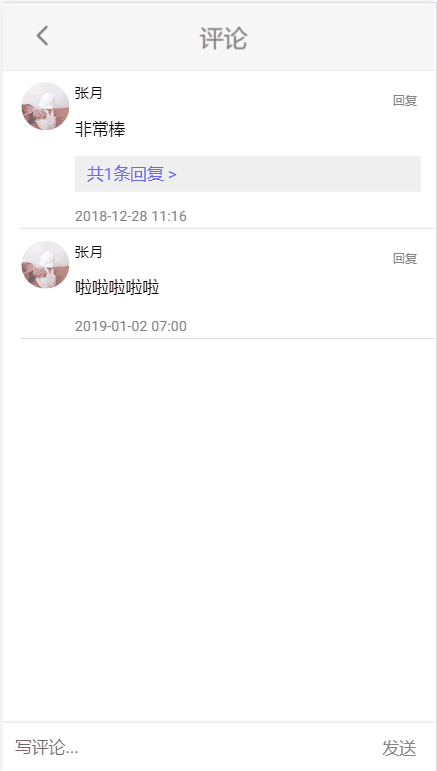 评论
张月
回复
非常棒
共1条回复 >
2018-12-28 11:16
张月
回复
啦啦啦啦啦
2019-01-02 07:00
写评论...
发送